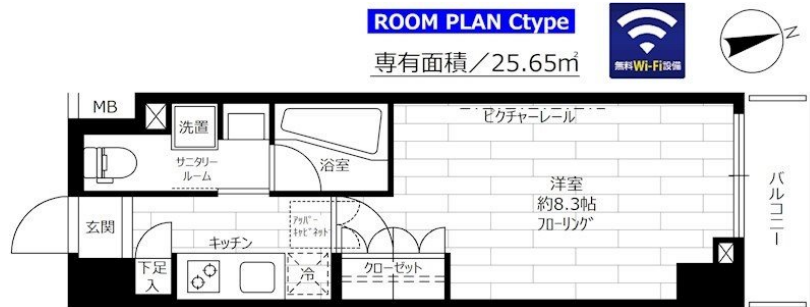 ROOM PLAN Ctype
専有面積／25.65㎡
無料Wi-Fi設備
N
MB
洗置
サニタリー
ルーム
浴室
ピクチャーレール
洋室
約8.3帖
フローリング
バルコニー
玄関
キッチン
アッパー
キャビネット
下足
入
冷
クローゼット